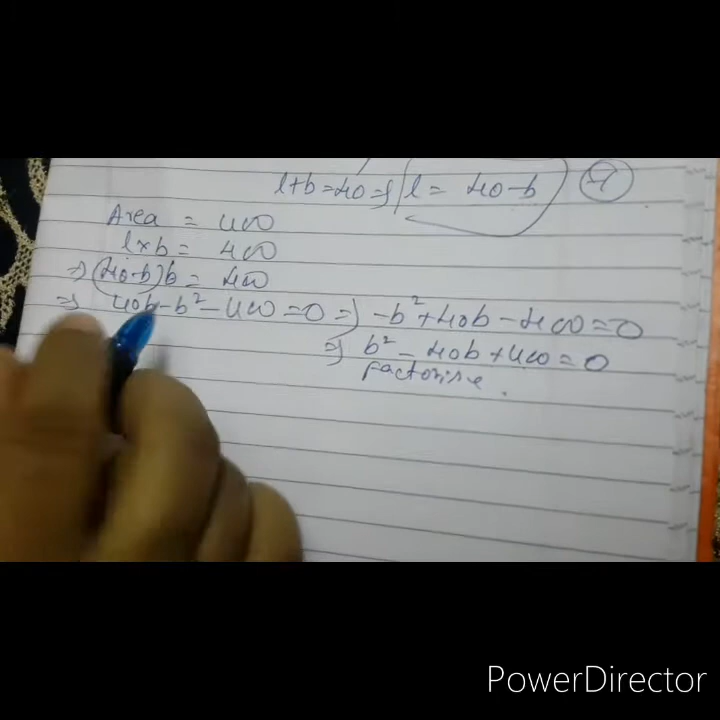 l+b=40 ⇒ l = 40-b
Area = 400
l×b = 400
⇒ (40-b)b = 400
⇒ 40b-b²-400=0 ⇒ -b²+40b-400=0
⇒ b²-40b+400=0
factorise.
PowerDirector